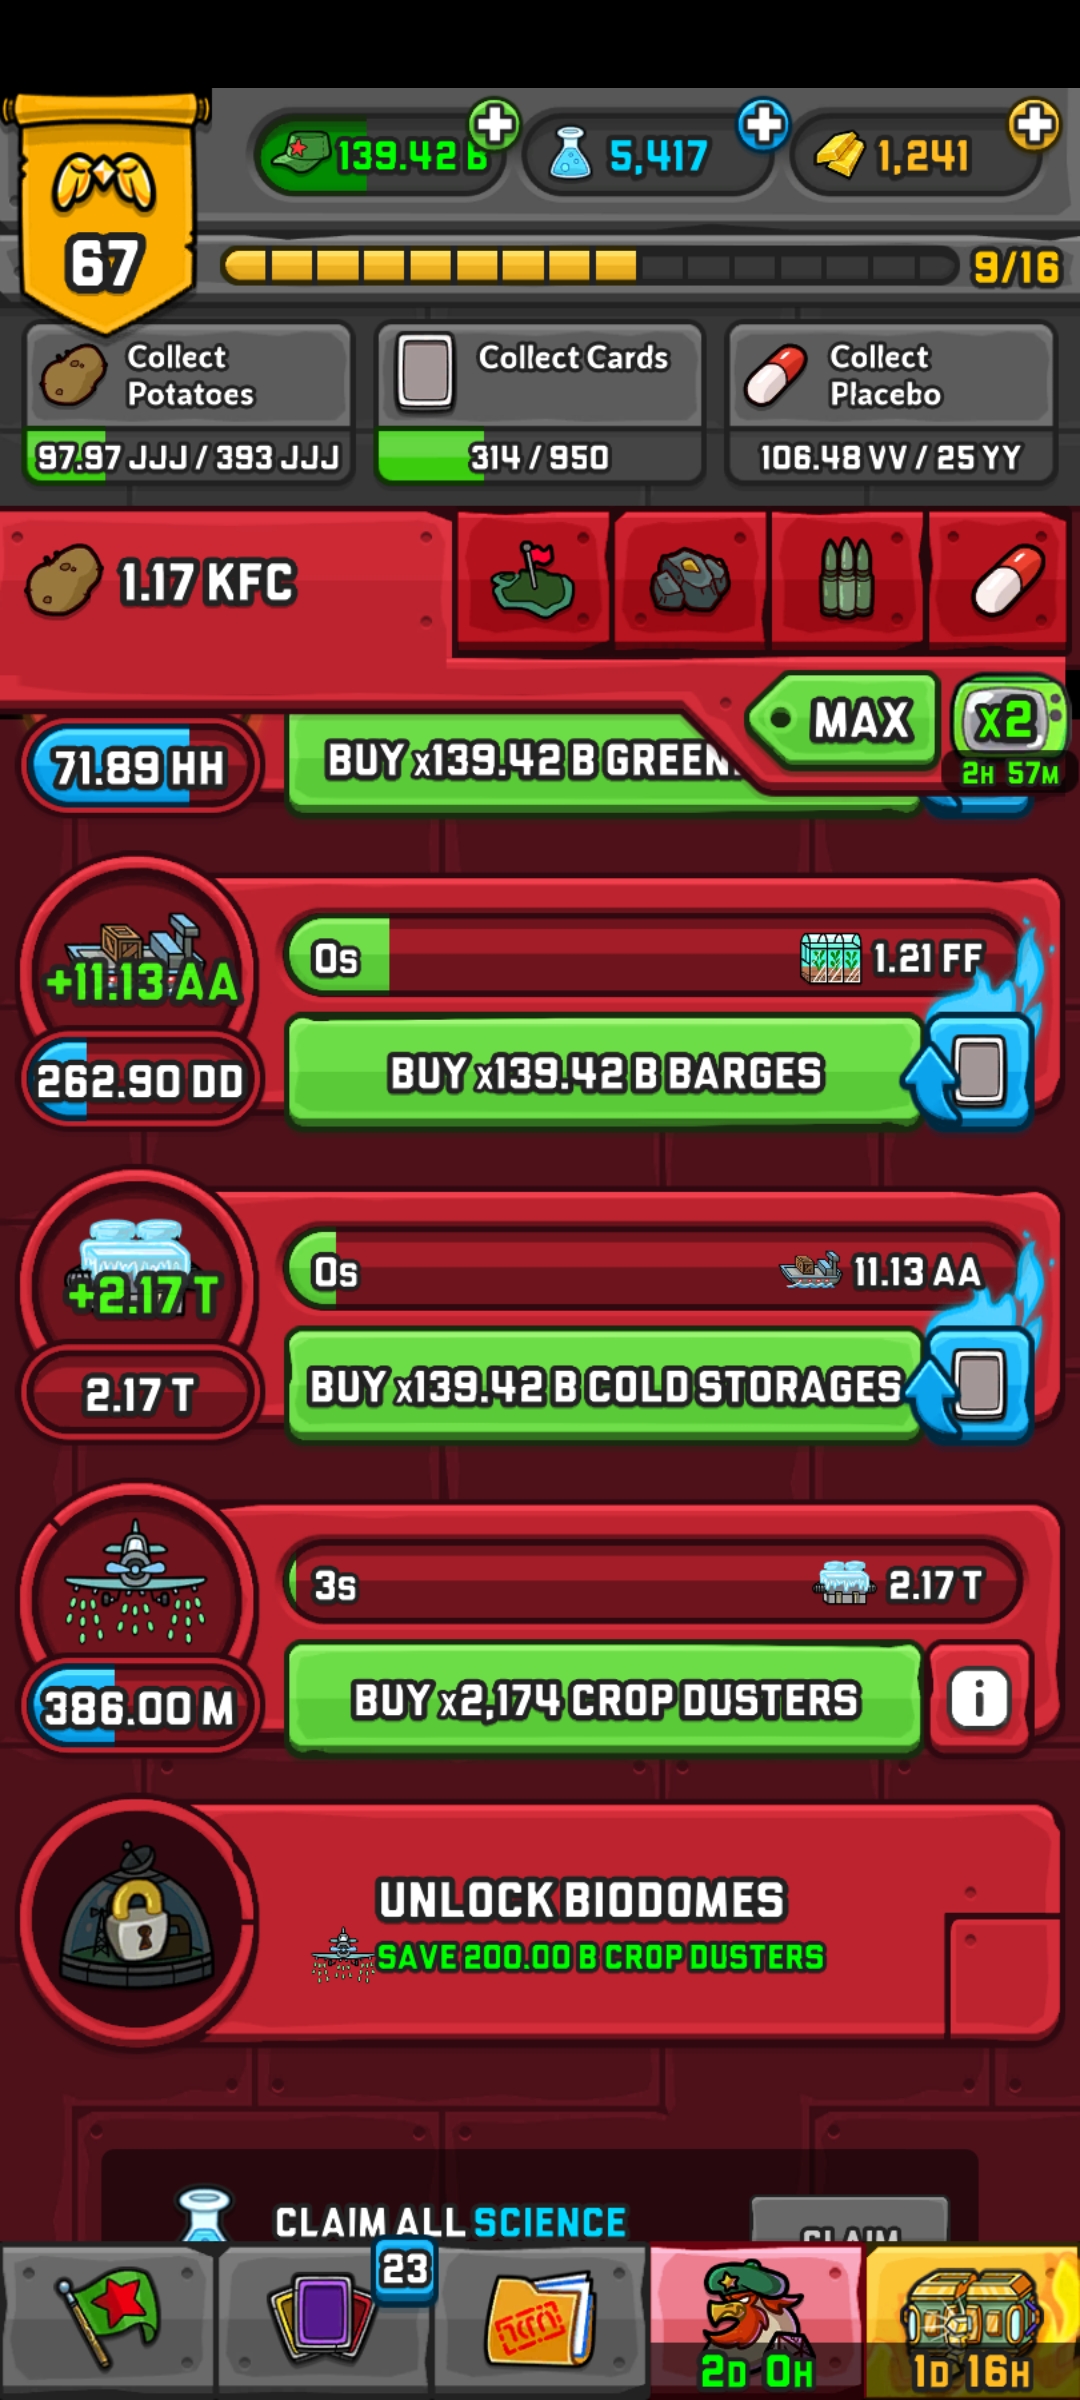 139.42 B
5,417
1,241
67
9/16
Collect
Potatoes
97.97 JJJ / 393 JJJ
Collect Cards
314 / 950
Collect
Placebo
106.48 VV / 25 YY
1.17 KFC
MAX
x2
2H 57M
71.89 HH
BUY x139.42 B GREEN
+11.13 AA
0s
1.21 FF
262.90 DD
BUY x139.42 B BARGES
+2.17 T
0s
11.13 AA
2.17 T
BUY x139.42 B COLD STORAGES
3s
2.17 T
386.00 M
BUY x2,174 CROP DUSTERS
i
UNLOCK BIODOMES
SAVE 200.00 B CROP DUSTERS
CLAIM ALL SCIENCE
CLAIM
23
2D 0H
1D 16H